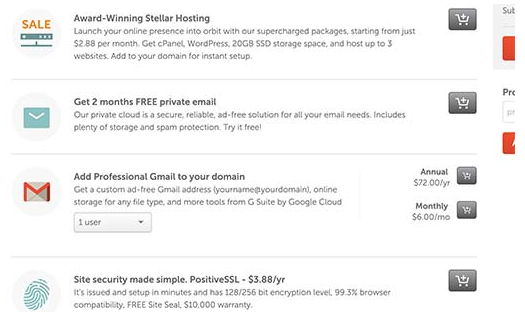 SALE
Award-Winning Stellar Hosting
Launch your online presence into orbit with our supercharged packages, starting from just
$2.88 per month. Get cPanel, WordPress, 20GB SSD storage space, and host up to 3
websites. Add to your domain for instant setup.
Sub
Get 2 months FREE private email
Our private cloud is a secure, reliable, ad-free solution for all your email needs. Includes
plenty of storage and spam protection. Try it free!
Pro
Add Professional Gmail to your domain
Get a custom ad-free Gmail address (yourname@yourdomain), online
storage for any file type, and more tools from G Suite by Google Cloud
1 user
Annual
$72.00/yr
Monthly
$6.00/mo
Site security made simple. PositiveSSL - $3.88/yr
It's issued and setup in minutes and has 128/256 bit encryption level, 99.3% browser
compatibility, FREE Site Seal, $10,000 warranty.